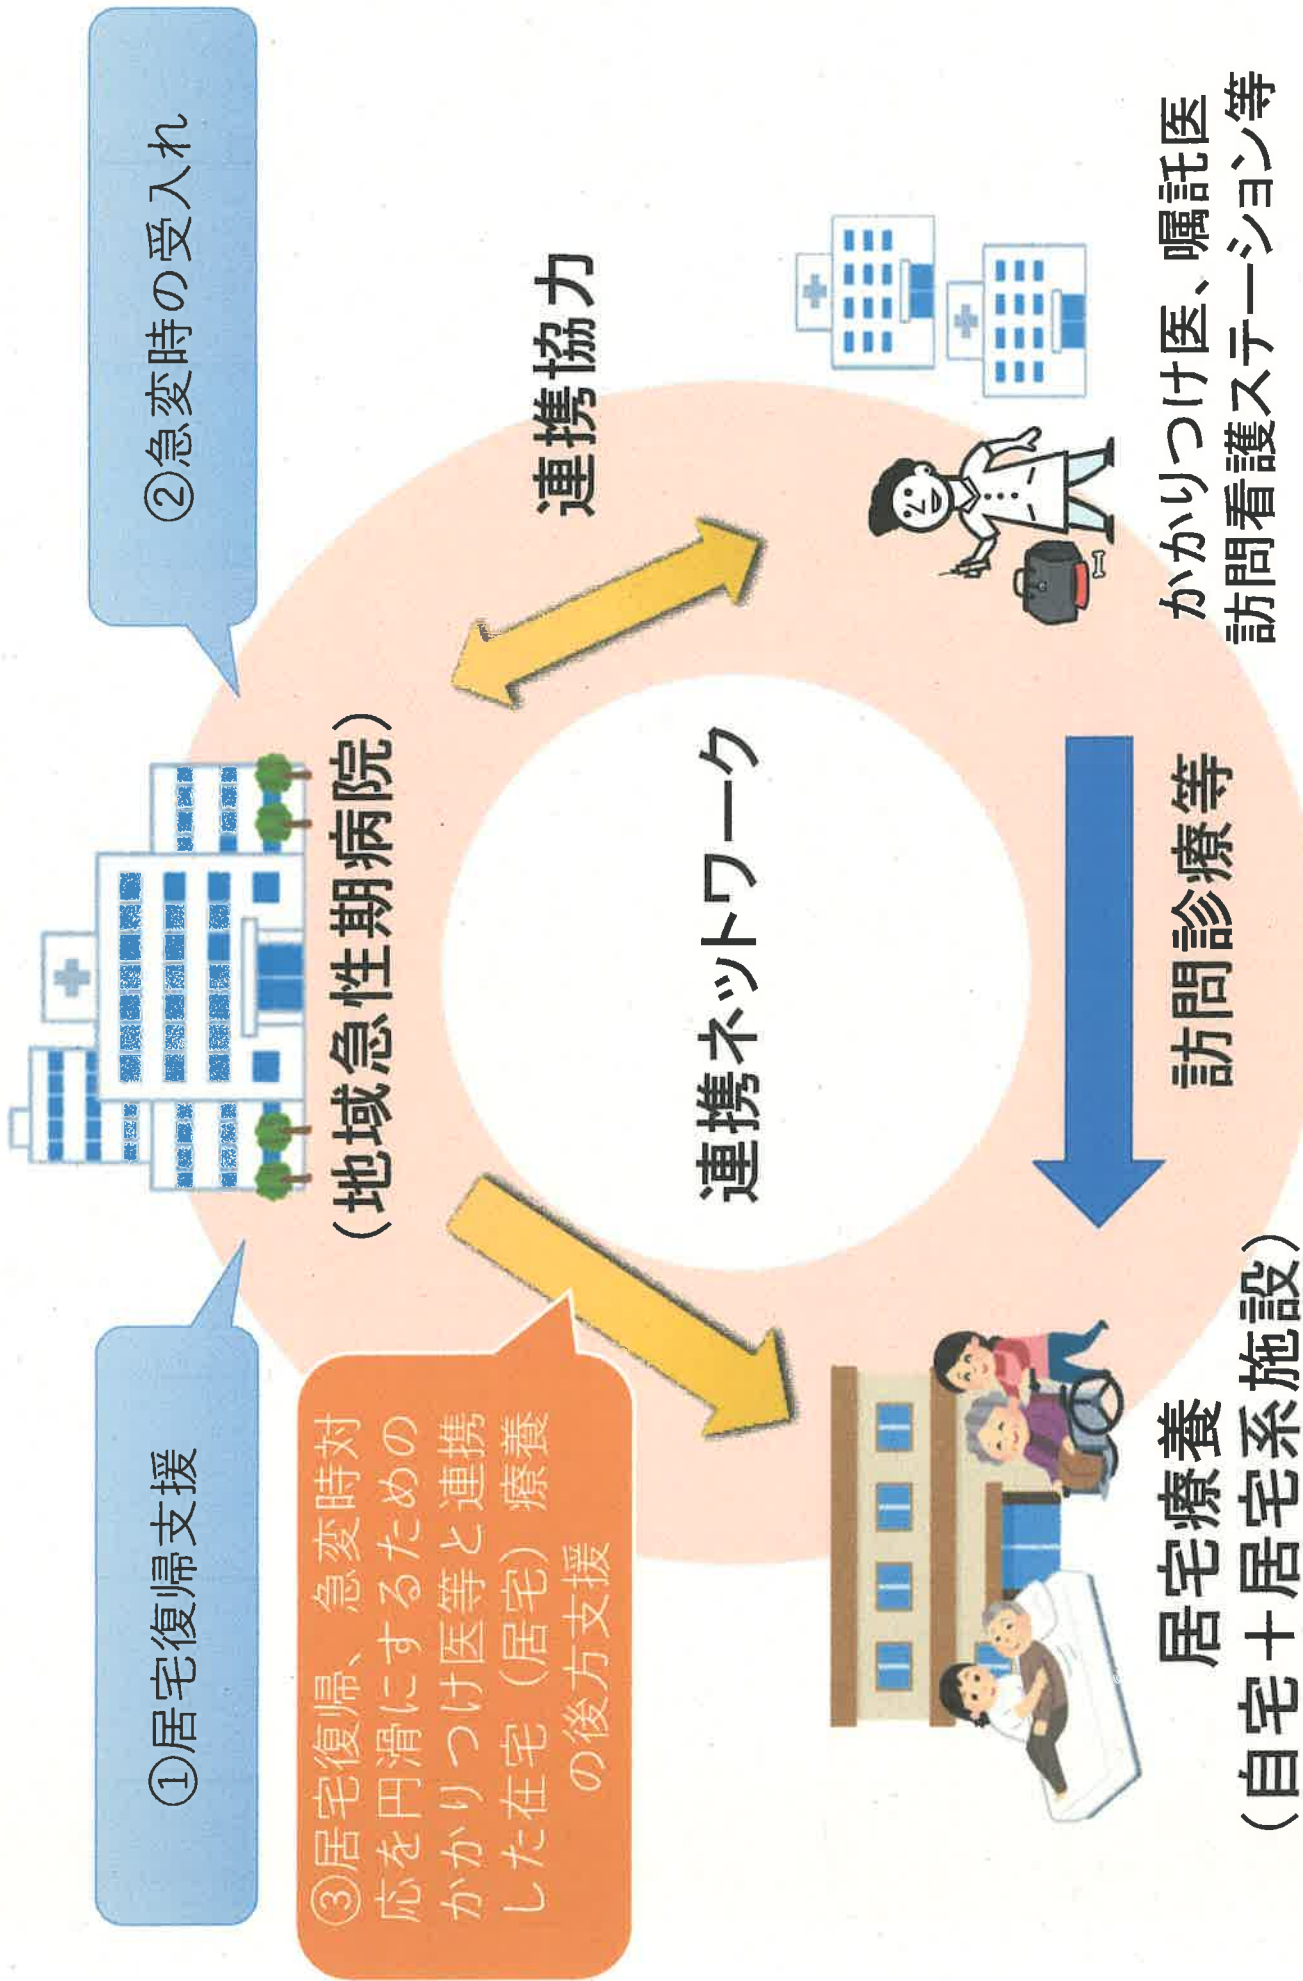 ①居宅復帰支援
②急変時の受入れ
(地域急性期病院)
③居宅復帰、急変時対
応を円滑にするための
かかりつけ医等と連携
した在宅(居宅)療養
の後方支援
連携協力
連携ネットワーク
居宅療養
(自宅+居宅系施設)
訪問診療等
かかりつけ医、嘱託医
訪問看護ステーション等